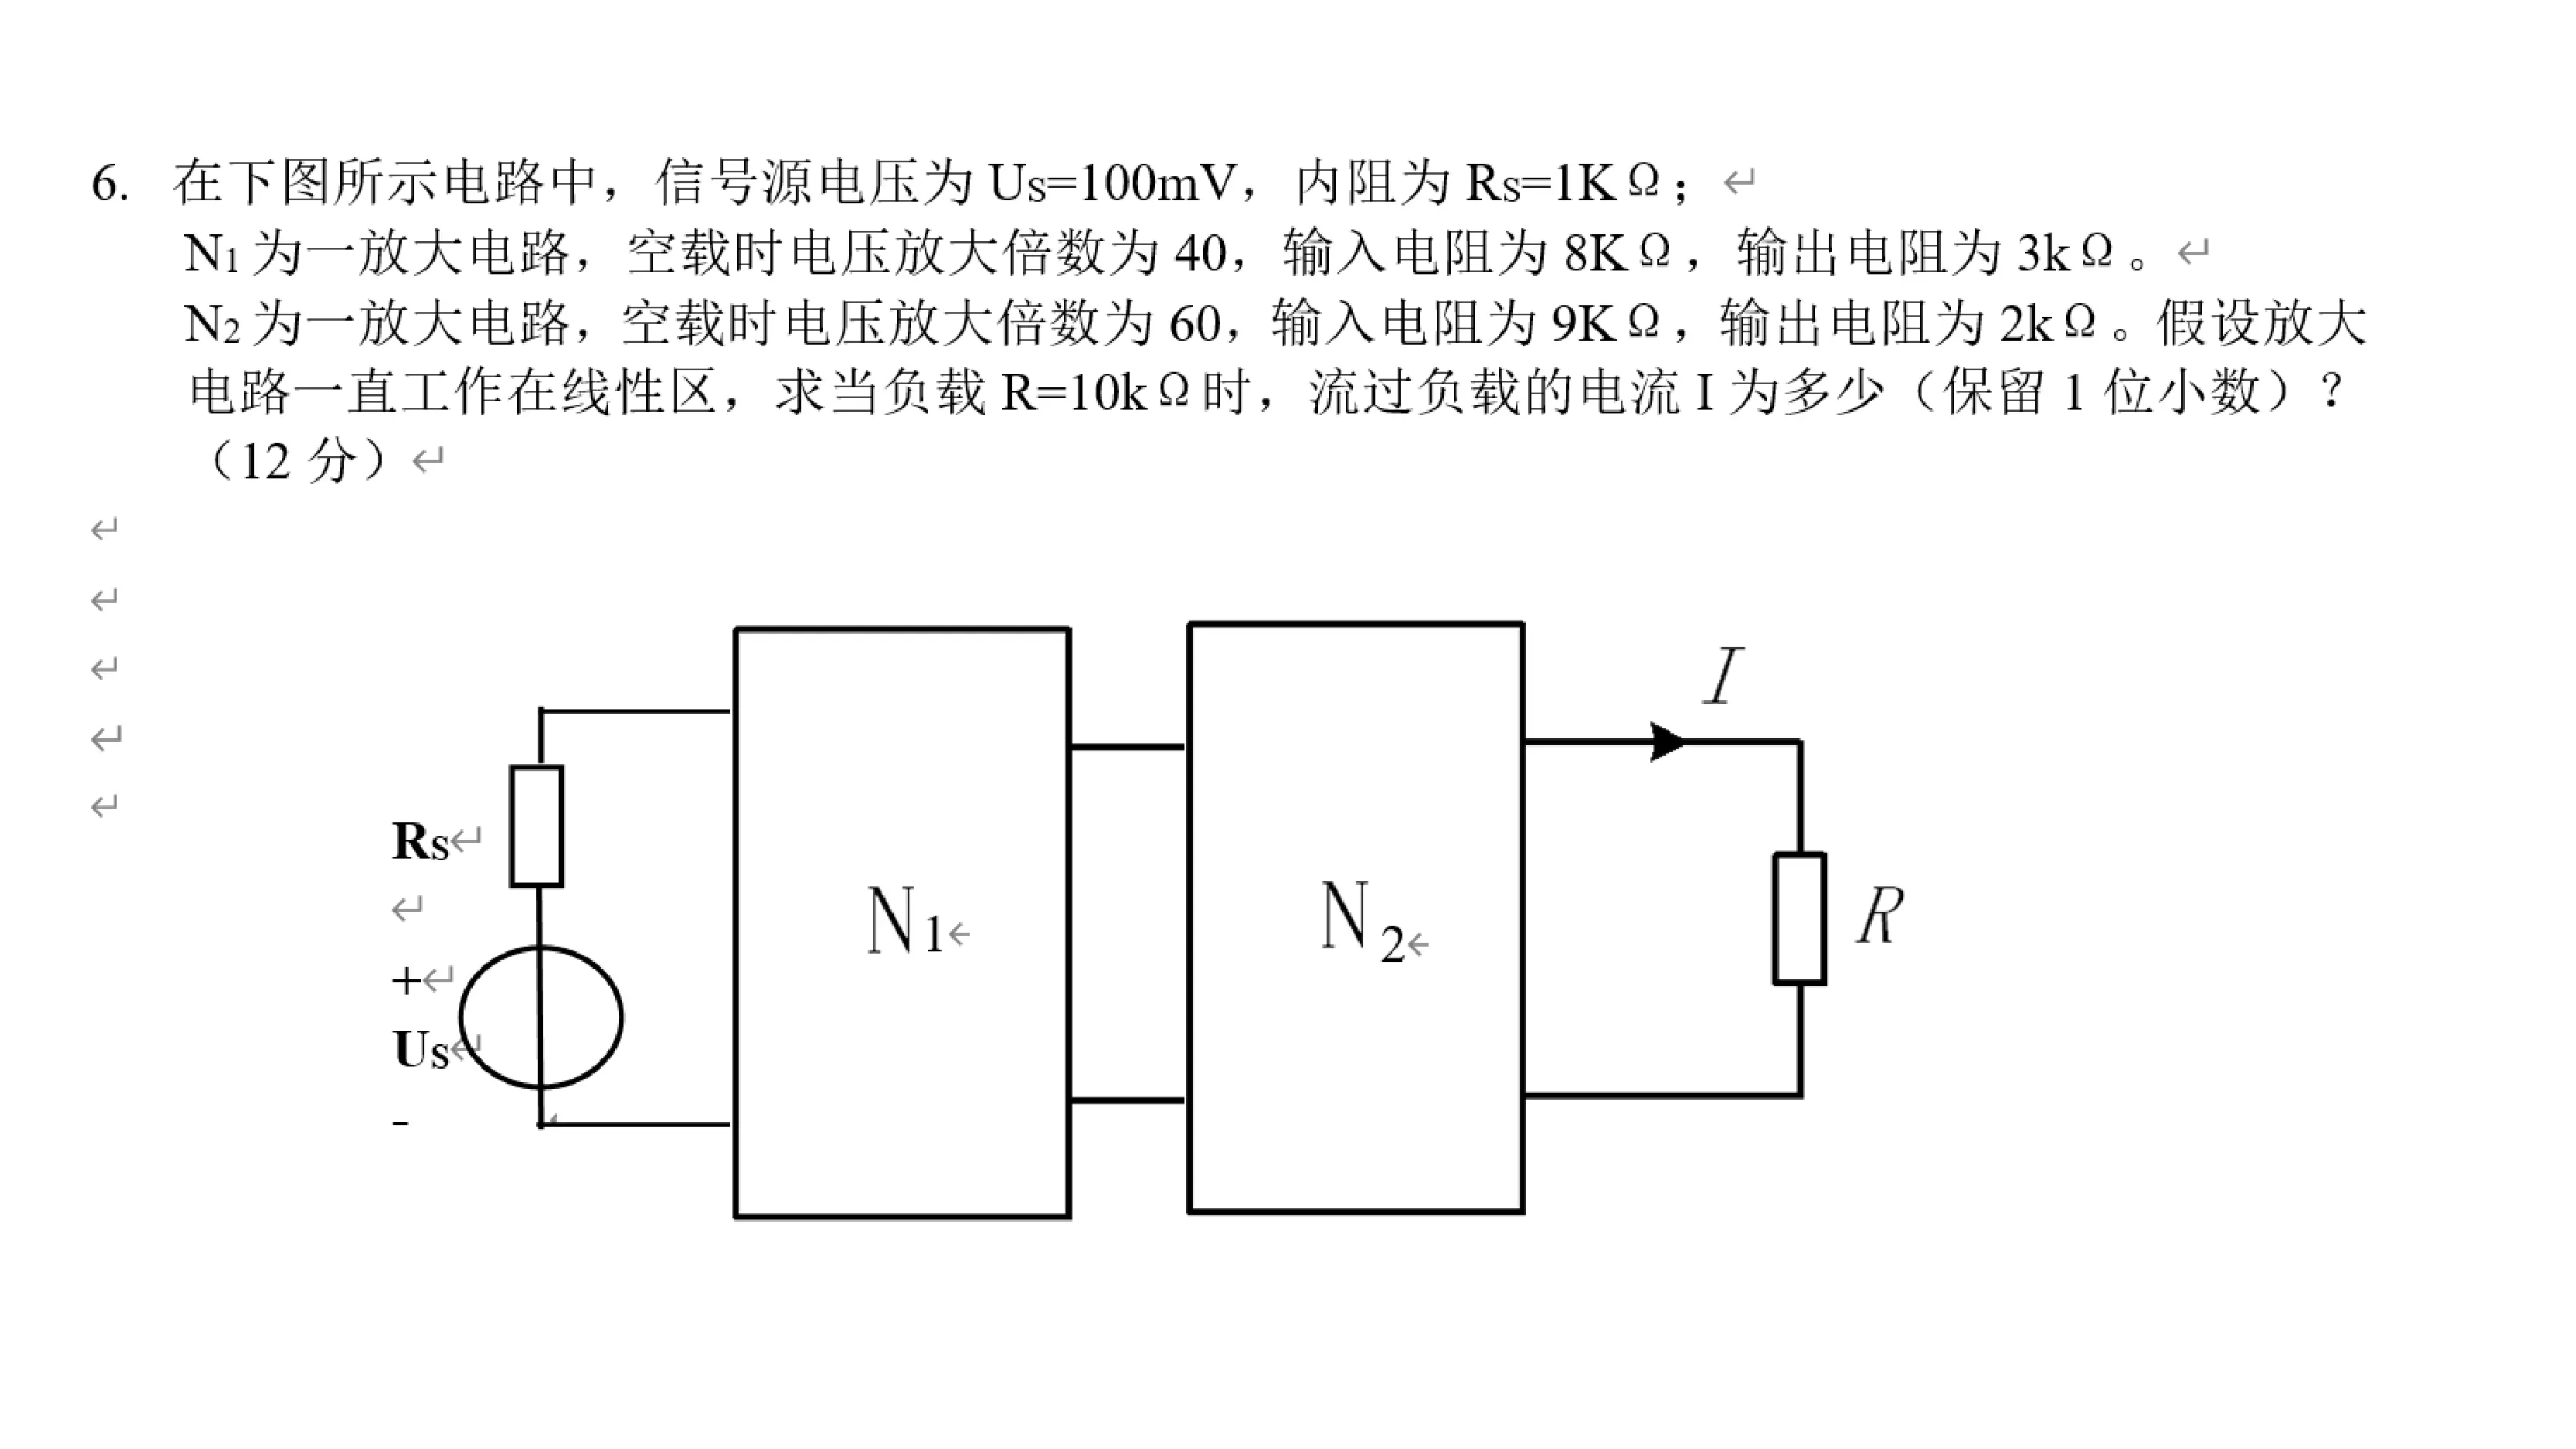 6. 在下图所示电路中，信号源电压为 Us=100mV，内阻为 Rs=1KΩ；
N1 为一放大电路，空载时电压放大倍数为 40，输入电阻为 8KΩ，输出电阻为 3kΩ。
N2 为一放大电路，空载时电压放大倍数为 60，输入电阻为 9KΩ，输出电阻为 2kΩ。假设放大
电路一直工作在线性区，求当负载 R=10kΩ时，流过负载的电流 I 为多少（保留 1 位小数）？
（12 分）
I
Rs
N1
N2
R
+
Us
-